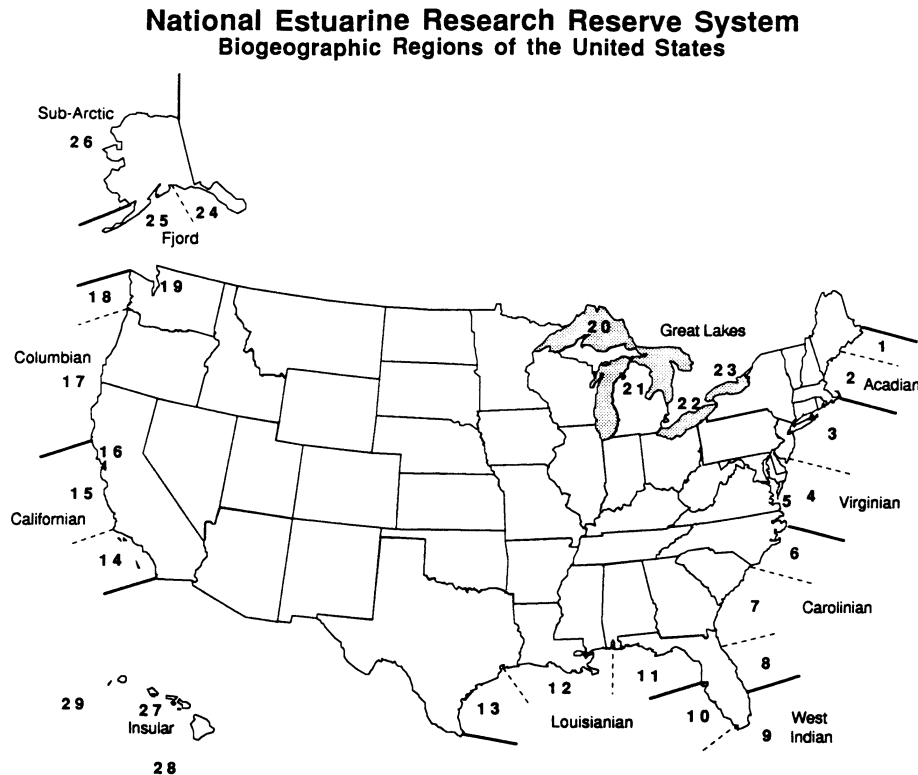 National Estuarine Research Reserve System
Biogeographic Regions of the United States
Sub-Arctic
26
24
25
Fjord
19
18
20
Great Lakes
1
Columbian
17
23
2 Acadian
21
22
3
16
15
4
5
Virginian
Californian
14
6
7
Carolinian
8
11
12
13
29
27
Insular
10
Louisianian
West
Indian
9
28